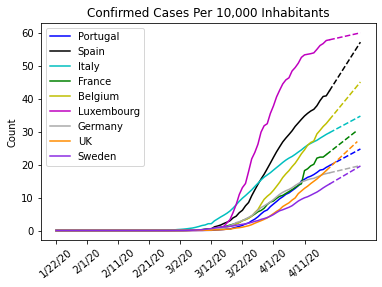 Confirmed Cases Per 10,000 Inhabitants
Count
60
50
40
30
20
10
0
Portugal
Spain
Italy
France
Belgium
Luxembourg
Germany
UK
Sweden
1/22/20
2/1/20
2/11/20
2/21/20
3/2/20
3/12/20
3/22/20
4/1/20
4/11/20